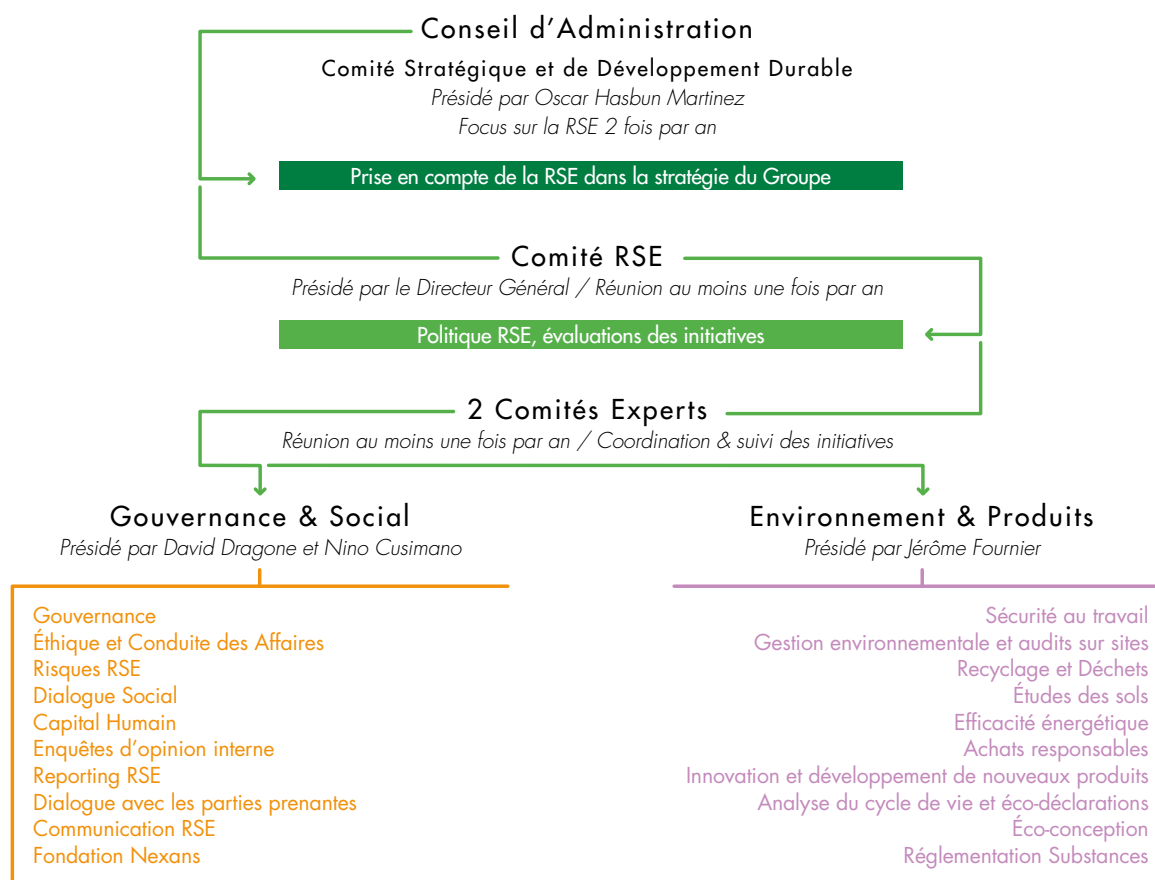 Conseil d'Administration
Comité Stratégique et de Développement Durable
Présidé par Oscar Hasbun Martinez
Focus sur la RSE 2 fois par an
Prise en compte de la RSE dans la stratégie du Groupe
Comité RSE
Présidé par le Directeur Général / Réunion au moins une fois par an
Politique RSE, évaluations des initiatives
2 Comités Experts
Réunion au moins une fois par an / Coordination & suivi des initiatives
Gouvernance & Social
Présidé par David Dragone et Nino Cusimano
Gouvernance
Éthique et Conduite des Affaires
Risques RSE
Dialogue Social
Capital Humain
Enquêtes d'opinion interne
Reporting RSE
Dialogue avec les parties prenantes
Communication RSE
Fondation Nexans
Environnement & Produits
Présidé par Jérôme Fournier
Sécurité au travail
Gestion environnementale et audits sur sites
Recyclage et Déchets
Études des sols
Efficacité énergétique
Achats responsables
Innovation et développement de nouveaux produits
Analyse du cycle de vie et éco-déclarations
Éco-conception
Réglementation Substances